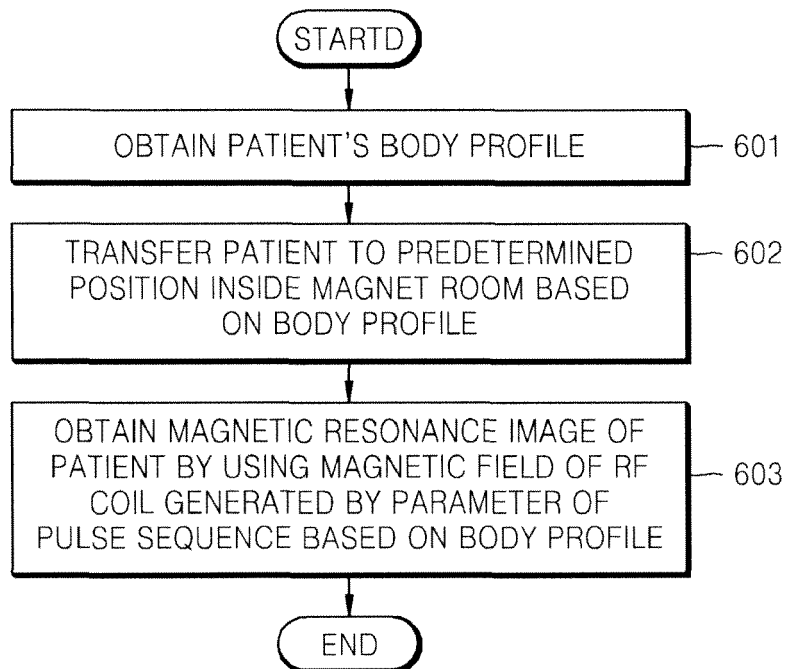 STARTD
OBTAIN PATIENT'S BODY PROFILE
601
TRANSFER PATIENT TO PREDETERMINED
POSITION INSIDE MAGNET ROOM BASED
ON BODY PROFILE
602
OBTAIN MAGNETIC RESONANCE IMAGE OF
PATIENT BY USING MAGNETIC FIELD OF RF
COIL GENERATED BY PARAMETER OF
PULSE SEQUENCE BASED ON BODY PROFILE
603
END